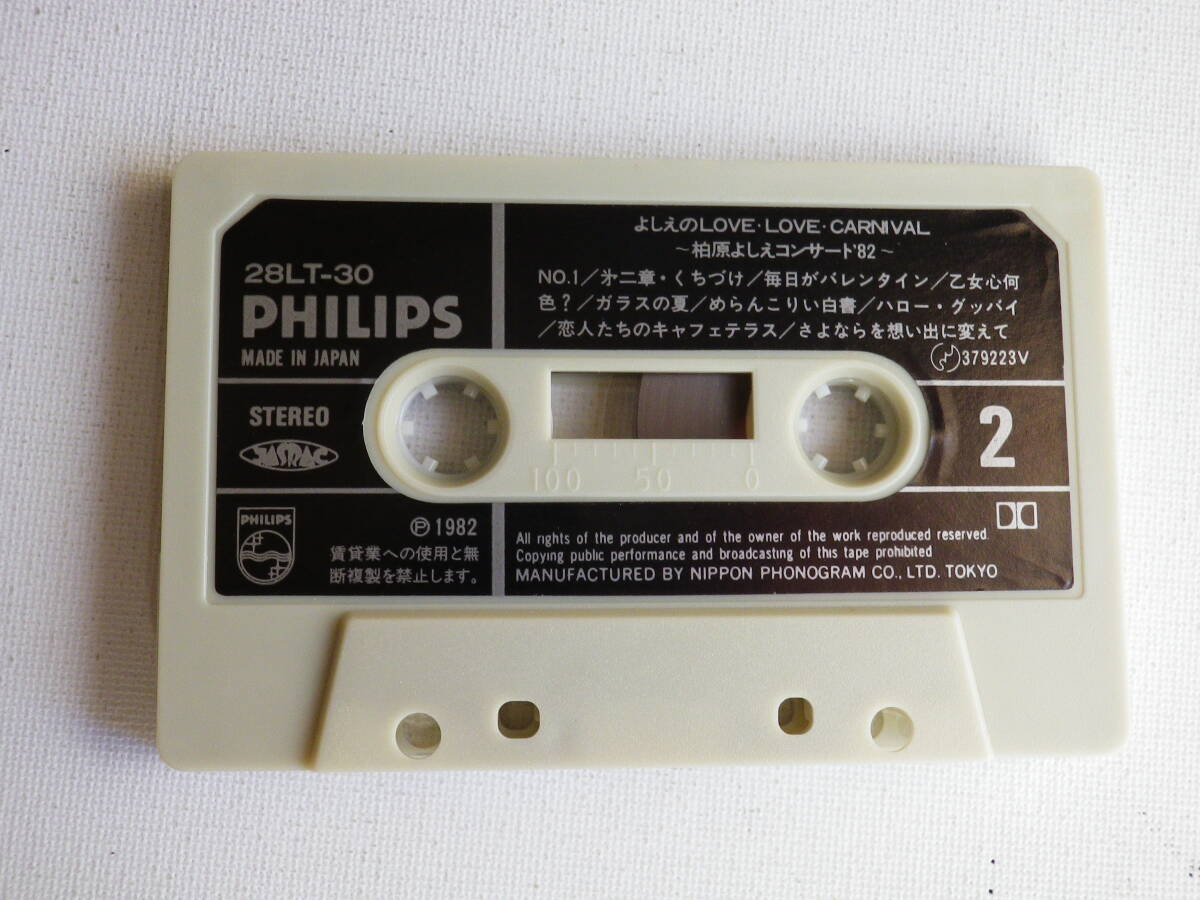 よしえのLOVE・LOVE・CARNIVAL
～柏原よしえコンサート'82～
28LT-30
PHILIPS
MADE IN JAPAN
NO.1／㐧二章・くちづけ／毎日がバレンタイン／乙女心何
色?／ガラスの夏／めらんこりい白書／ハロー・グッバイ
／恋人たちのキャフェテラス／さよならを想い出に変えて
379223V
STEREO
JASRAC
2
100 50 0
PHILIPS
Ⓟ1982
賃貸業への使用と無
断複製を禁止します。
All rights of the producer and of the owner of the work reproduced reserved.
Copying public performance and broadcasting of this tape prohibited
MANUFACTURED BY NIPPON PHONOGRAM CO., LTD. TOKYO